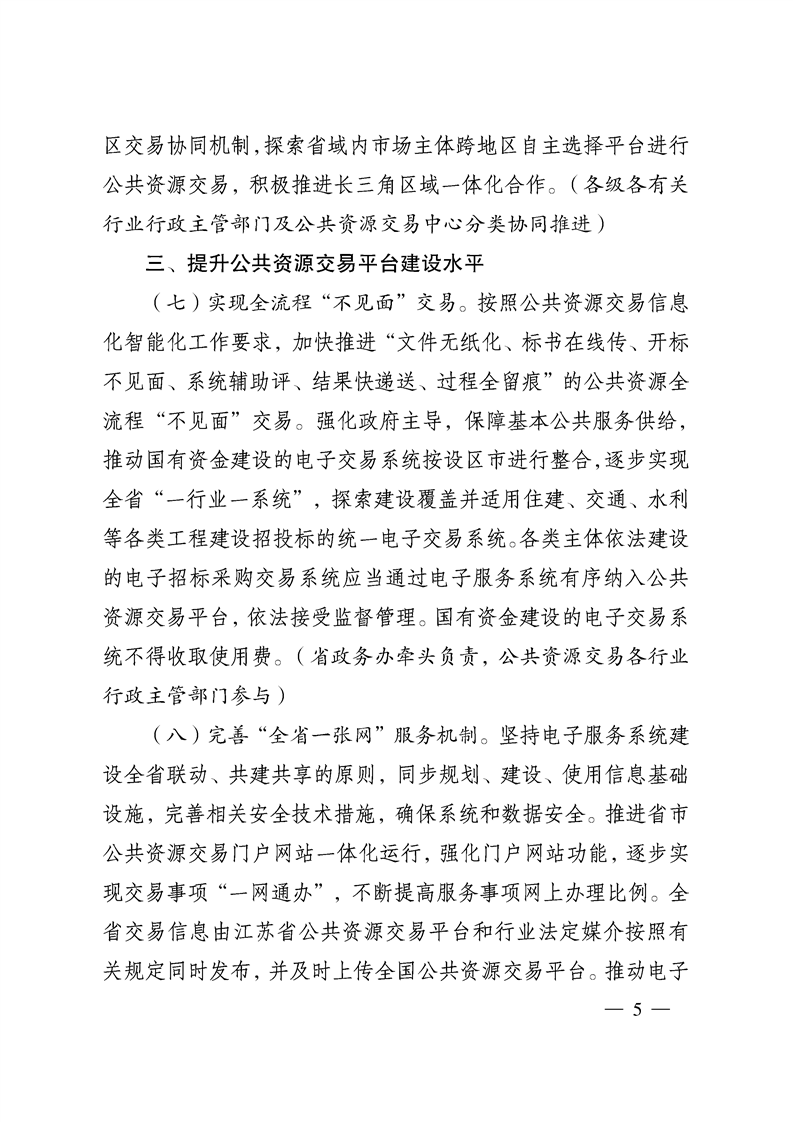 区交易协同机制，探索省域内市场主体跨地区自主选择平台进行
公共资源交易，积极推进长三角区域一体化合作。（各级各有关
行业行政主管部门及公共资源交易中心分类协同推进）
三、提升公共资源交易平台建设水平
（七）实现全流程“不见面”交易。按照公共资源交易信息
化智能化工作要求，加快推进“文件无纸化、标书在线传、开标
不见面、系统辅助评、结果快递送、过程全留痕”的公共资源全
流程“不见面”交易。强化政府主导，保障基本公共服务供给，
推动国有资金建设的电子交易系统按设区市进行整合，逐步实现
全省“一行业一系统”，探索建设覆盖并适用住建、交通、水利
等各类工程建设招投标的统一电子交易系统。各类主体依法建设
的电子招标采购交易系统应当通过电子服务系统有序纳入公共
资源交易平台，依法接受监督管理。国有资金建设的电子交易系
统不得收取使用费。（省政务办牵头负责，公共资源交易各行业
行政主管部门参与）
（八）完善“全省一张网”服务机制。坚持电子服务系统建
设全省联动、共建共享的原则，同步规划、建设、使用信息基础
设施，完善相关安全技术措施，确保系统和数据安全。推进省市
公共资源交易门户网站一体化运行，强化门户网站功能，逐步实
现交易事项“一网通办”，不断提高服务事项网上办理比例。全
省交易信息由江苏省公共资源交易平台和行业法定媒介按照有
关规定同时发布，并及时上传全国公共资源交易平台。推动电子
— 5 —